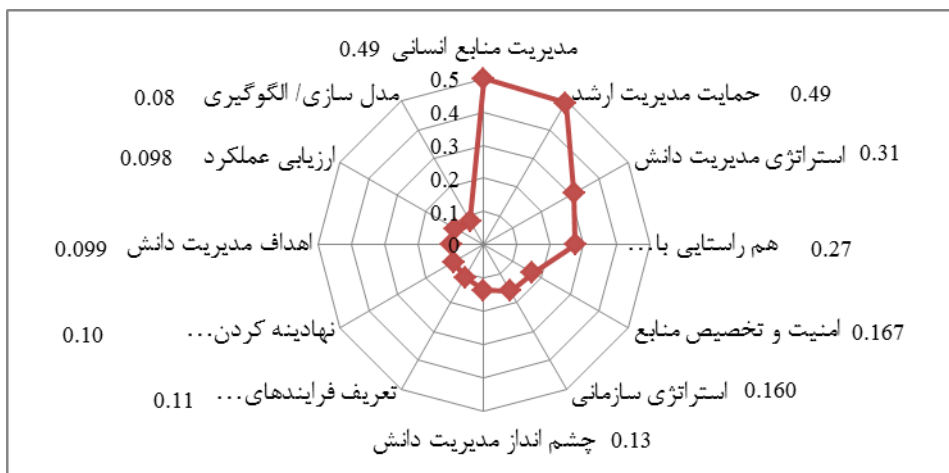 مدیریت منابع انسانی 0.49
حمایت مدیریت ارشد 0.49
استراتژی مدیریت دانش 0.31
هم راستایی با... 0.27
امنیت و تخصیص منابع 0.167
استراتژی سازمانی 0.160
چشم انداز مدیریت دانش 0.13
تعریف فرایندهای... 0.11
نهادینه کردن... 0.10
اهداف مدیریت دانش 0.099
ارزیابی عملکرد 0.098
مدل سازی/ الگوگیری 0.08
0.5
0.4
0.3
0.2
0.1
0